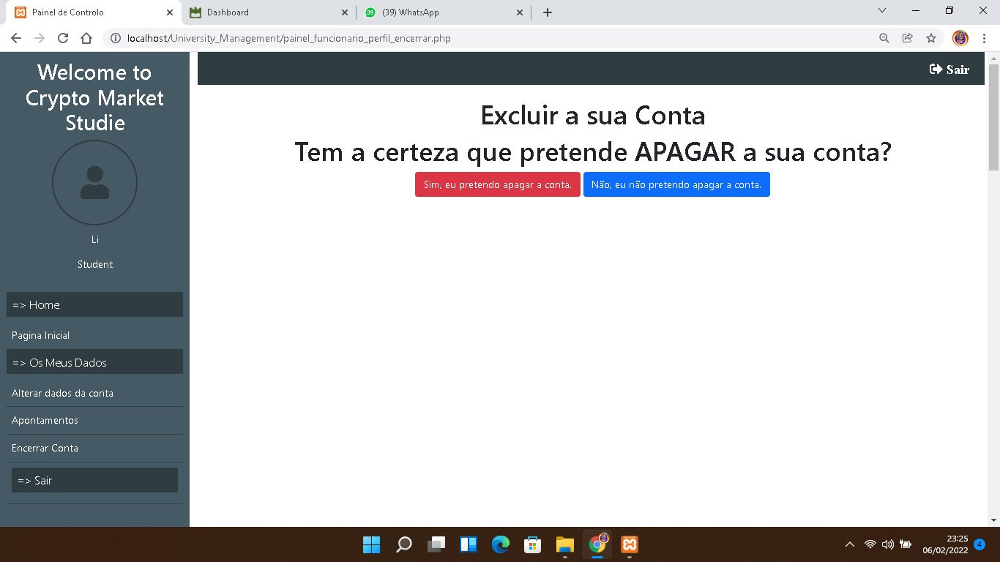 Painel de Controlo
Dashboard
39
(39) WhatsApp
localhost/University_Management/painel_funcionario_perfil_encerrar.php
Welcome to
Crypto Market
Studie
Li
Student
=> Home
Pagina Inicial
=> Os Meus Dados
Alterar dados da conta
Apontamentos
Encerrar Conta
=> Sair
Sair
Excluir a sua Conta
Tem a certeza que pretende APAGAR a sua conta?
Sim, eu pretendo apagar a conta.
Não, eu não pretendo apagar a conta.
23:25
06/02/2022
4